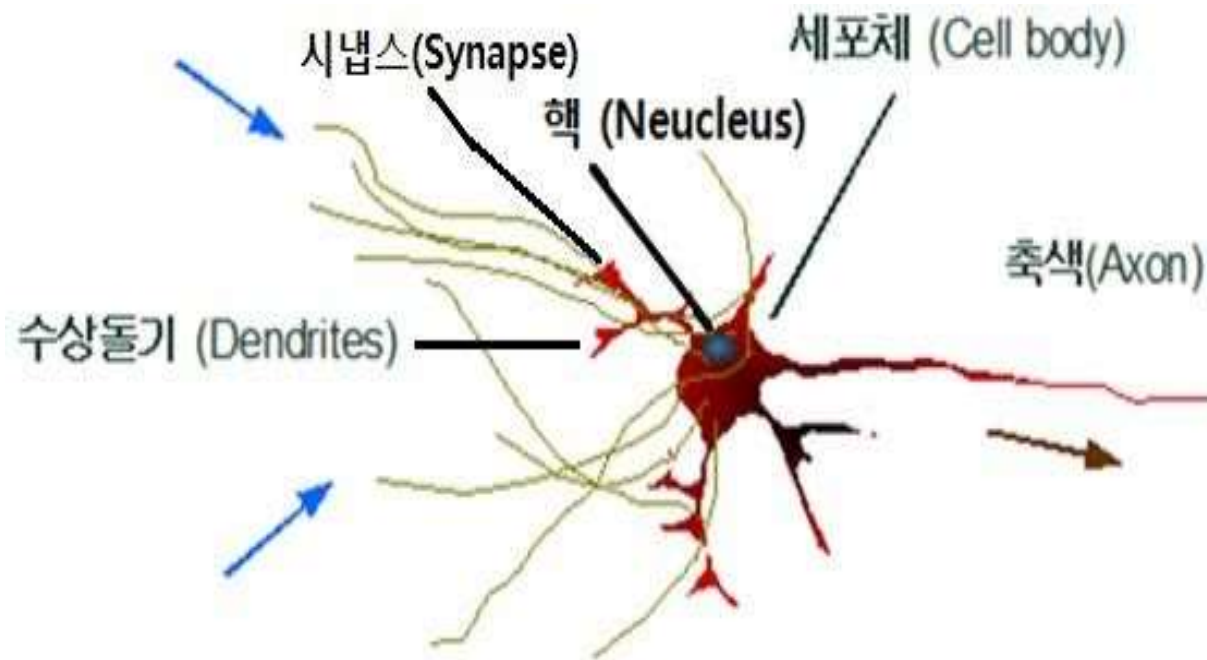 시냅스(Synapse)
세포체 (Cell body)
핵 (Neucleus)
축색(Axon)
수상돌기 (Dendrites)